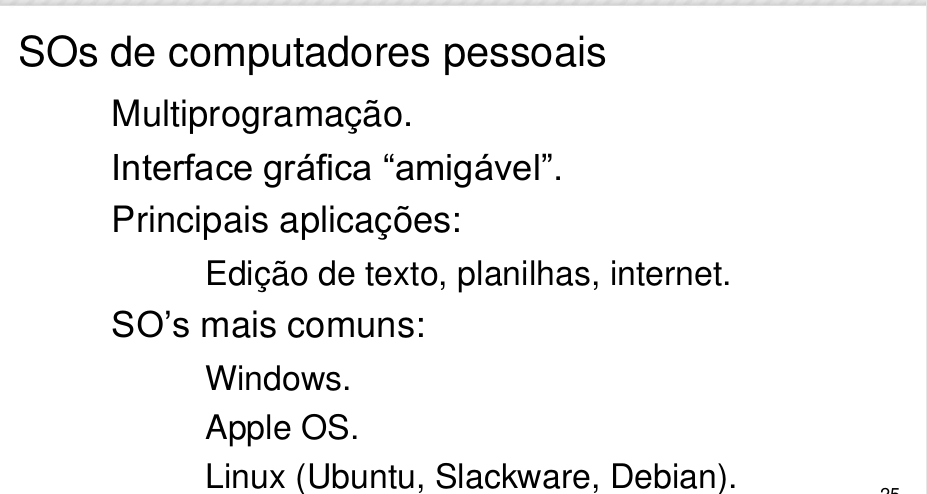 SOs de computadores pessoais
Multiprogramação.
Interface gráfica “amigável”.
Principais aplicações:
Edição de texto, planilhas, internet.
SO’s mais comuns:
Windows.
Apple OS.
Linux (Ubuntu, Slackware, Debian).
25